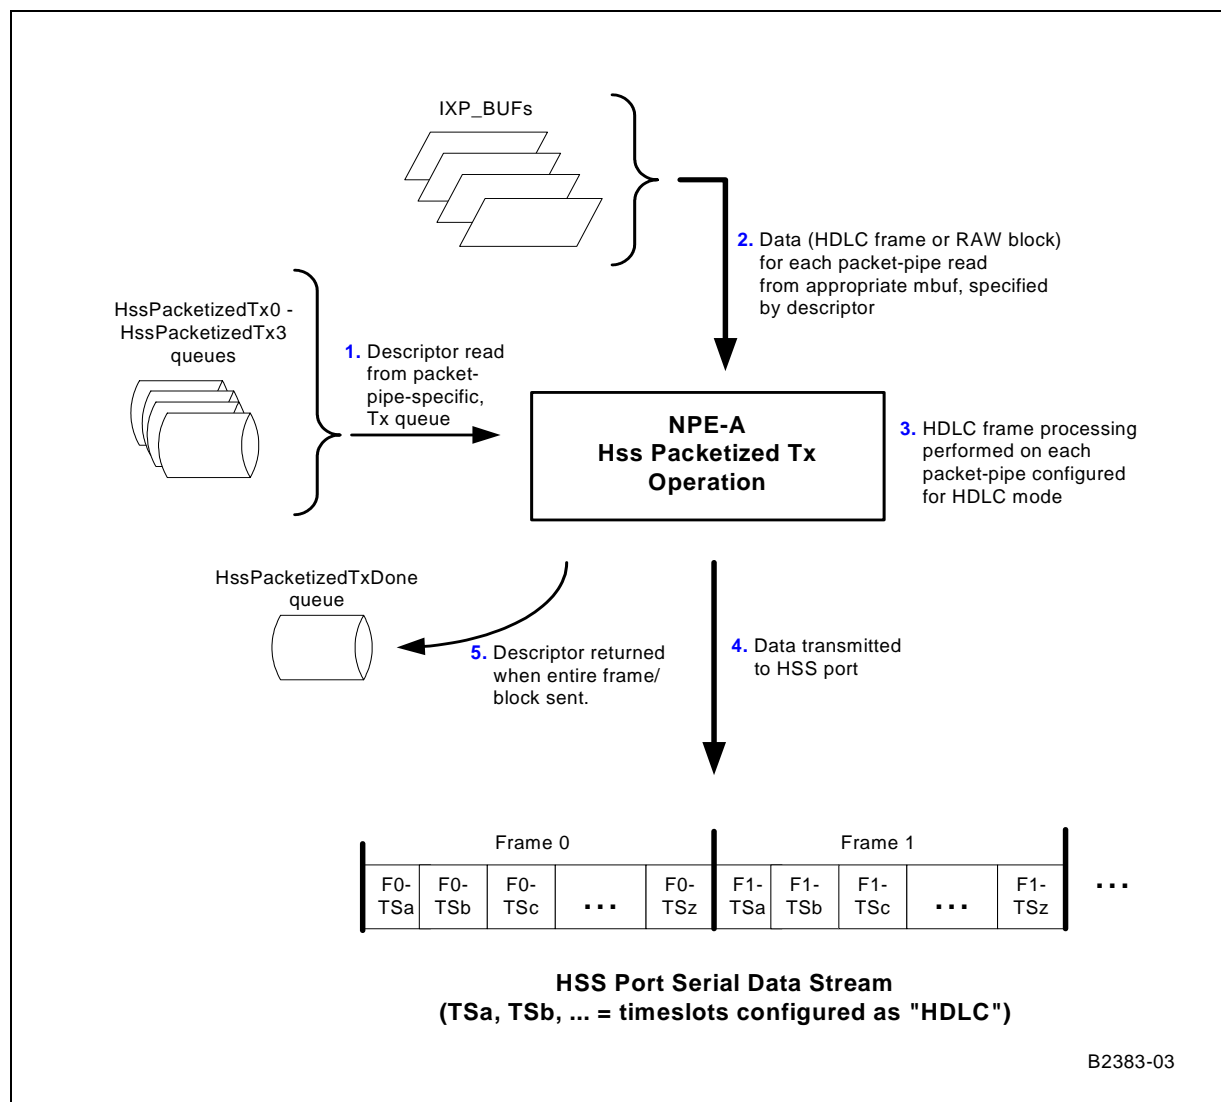 IXP_BUFs
2. Data (HDLC frame or RAW block)
for each packet-pipe read
from appropriate mbuf, specified
by descriptor
HssPacketizedTx0 -
HssPacketizedTx3
queues
1. Descriptor read
from packet-
pipe-specific,
Tx queue
NPE-A
Hss Packetized Tx
Operation
3. HDLC frame processing
performed on each
packet-pipe configured
for HDLC mode
HssPacketizedTxDone
queue
5. Descriptor returned
when entire frame/
block sent.
4. Data transmitted
to HSS port
Frame 0
Frame 1
F0-
TSa
F0-
TSb
F0-
TSc
...
F0-
TSz
F1-
TSa
F1-
TSb
F1-
TSc
...
F1-
TSz
...
HSS Port Serial Data Stream
(TSa, TSb, ... = timeslots configured as "HDLC")
B2383-03